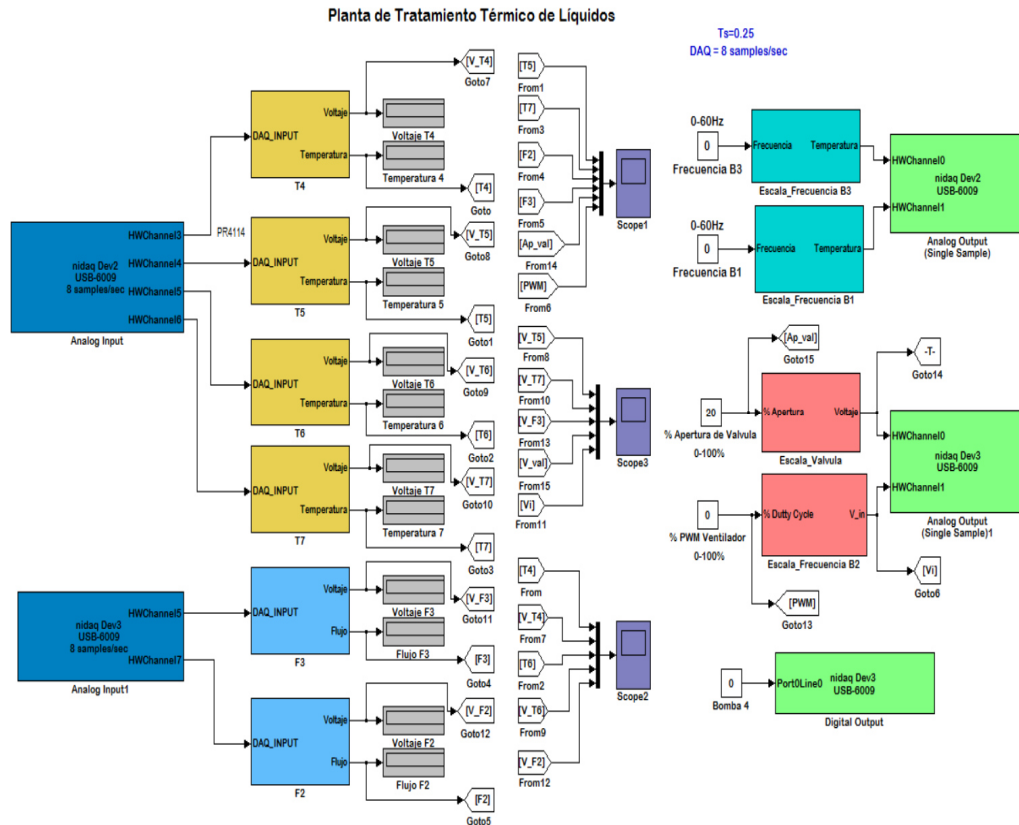 Planta de Tratamiento Térmico de Líquidos
Ts=0.25
DAQ = 8 samples/sec
nidaq Dev2
USB-6009
8 samples/sec
HWChannel3
HWChannel4
HWChannel5
HWChannel6
Analog Input
PR4114
DAQ_INPUT
Voltaje
Temperatura
T4
[V_T4]
Goto7
Voltaje T4
Temperatura 4
[T4]
Goto
DAQ_INPUT
Voltaje
Temperatura
T5
[V_T5]
Goto8
Voltaje T5
Temperatura 5
[T5]
Goto1
DAQ_INPUT
Voltaje
Temperatura
T6
[V_T6]
Goto9
Voltaje T6
Temperatura 6
[T6]
Goto2
DAQ_INPUT
Voltaje
Temperatura
T7
[V_T7]
Goto10
Voltaje T7
Temperatura 7
[T7]
Goto3
nidaq Dev3
USB-6009
8 samples/sec
HWChannel5
HWChannel7
Analog Input1
DAQ_INPUT
Voltaje
Flujo
F3
[V_F3]
Goto11
Voltaje F3
Flujo F3
[F3]
Goto4
DAQ_INPUT
Voltaje
Flujo
F2
[V_F2]
Goto12
Voltaje F2
Flujo F2
[F2]
Goto5
[T5]
From1
[T7]
From3
[F2]
From4
[F3]
From5
[Ap_val]
From14
[PWM]
From6
Scope1
[V_T5]
From8
[V_T7]
From10
[V_F3]
From13
[V_val]
From15
[Vi]
From11
Scope3
[T4]
From
[V_T4]
From7
[T6]
From2
[V_T6]
From9
[V_F2]
From12
Scope2
0-60Hz
0
Frecuencia B3
Frecuencia
Temperatura
Escala_Frecuencia B3
0-60Hz
0
Frecuencia B1
Frecuencia
Temperatura
Escala_Frecuencia B1
HWChannel0
nidaq Dev2
USB-6009
HWChannel1
Analog Output
(Single Sample)
[Ap_val]
Goto15
-T-
Goto14
20
% Apertura de Valvula
0-100%
% Apertura
Voltaje
Escala_Valvula
0
% PWM Ventilador
0-100%
% Dutty Cycle
V_in
Escala_Frecuencia B2
HWChannel0
nidaq Dev3
USB-6009
HWChannel1
Analog Output
(Single Sample)1
[Vi]
Goto6
[PWM]
Goto13
0
Bomba 4
Port0Line0
nidaq Dev3
USB-6009
Digital Output